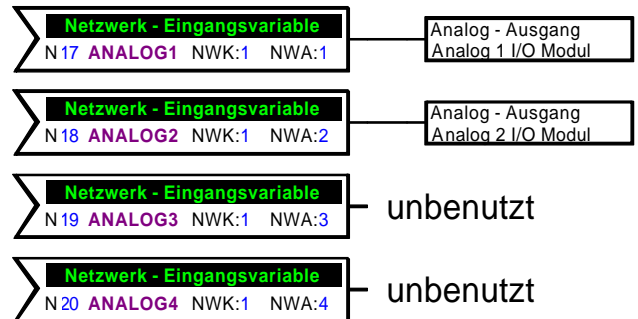 Netzwerk - Eingangsvariable
N 17 ANALOG1 NWK:1 NWA:1
Analog - Ausgang
Analog 1 I/O Modul
Netzwerk - Eingangsvariable
N 18 ANALOG2 NWK:1 NWA:2
Analog - Ausgang
Analog 2 I/O Modul
Netzwerk - Eingangsvariable
N 19 ANALOG3 NWK:1 NWA:3
unbenutzt
Netzwerk - Eingangsvariable
N 20 ANALOG4 NWK:1 NWA:4
unbenutzt